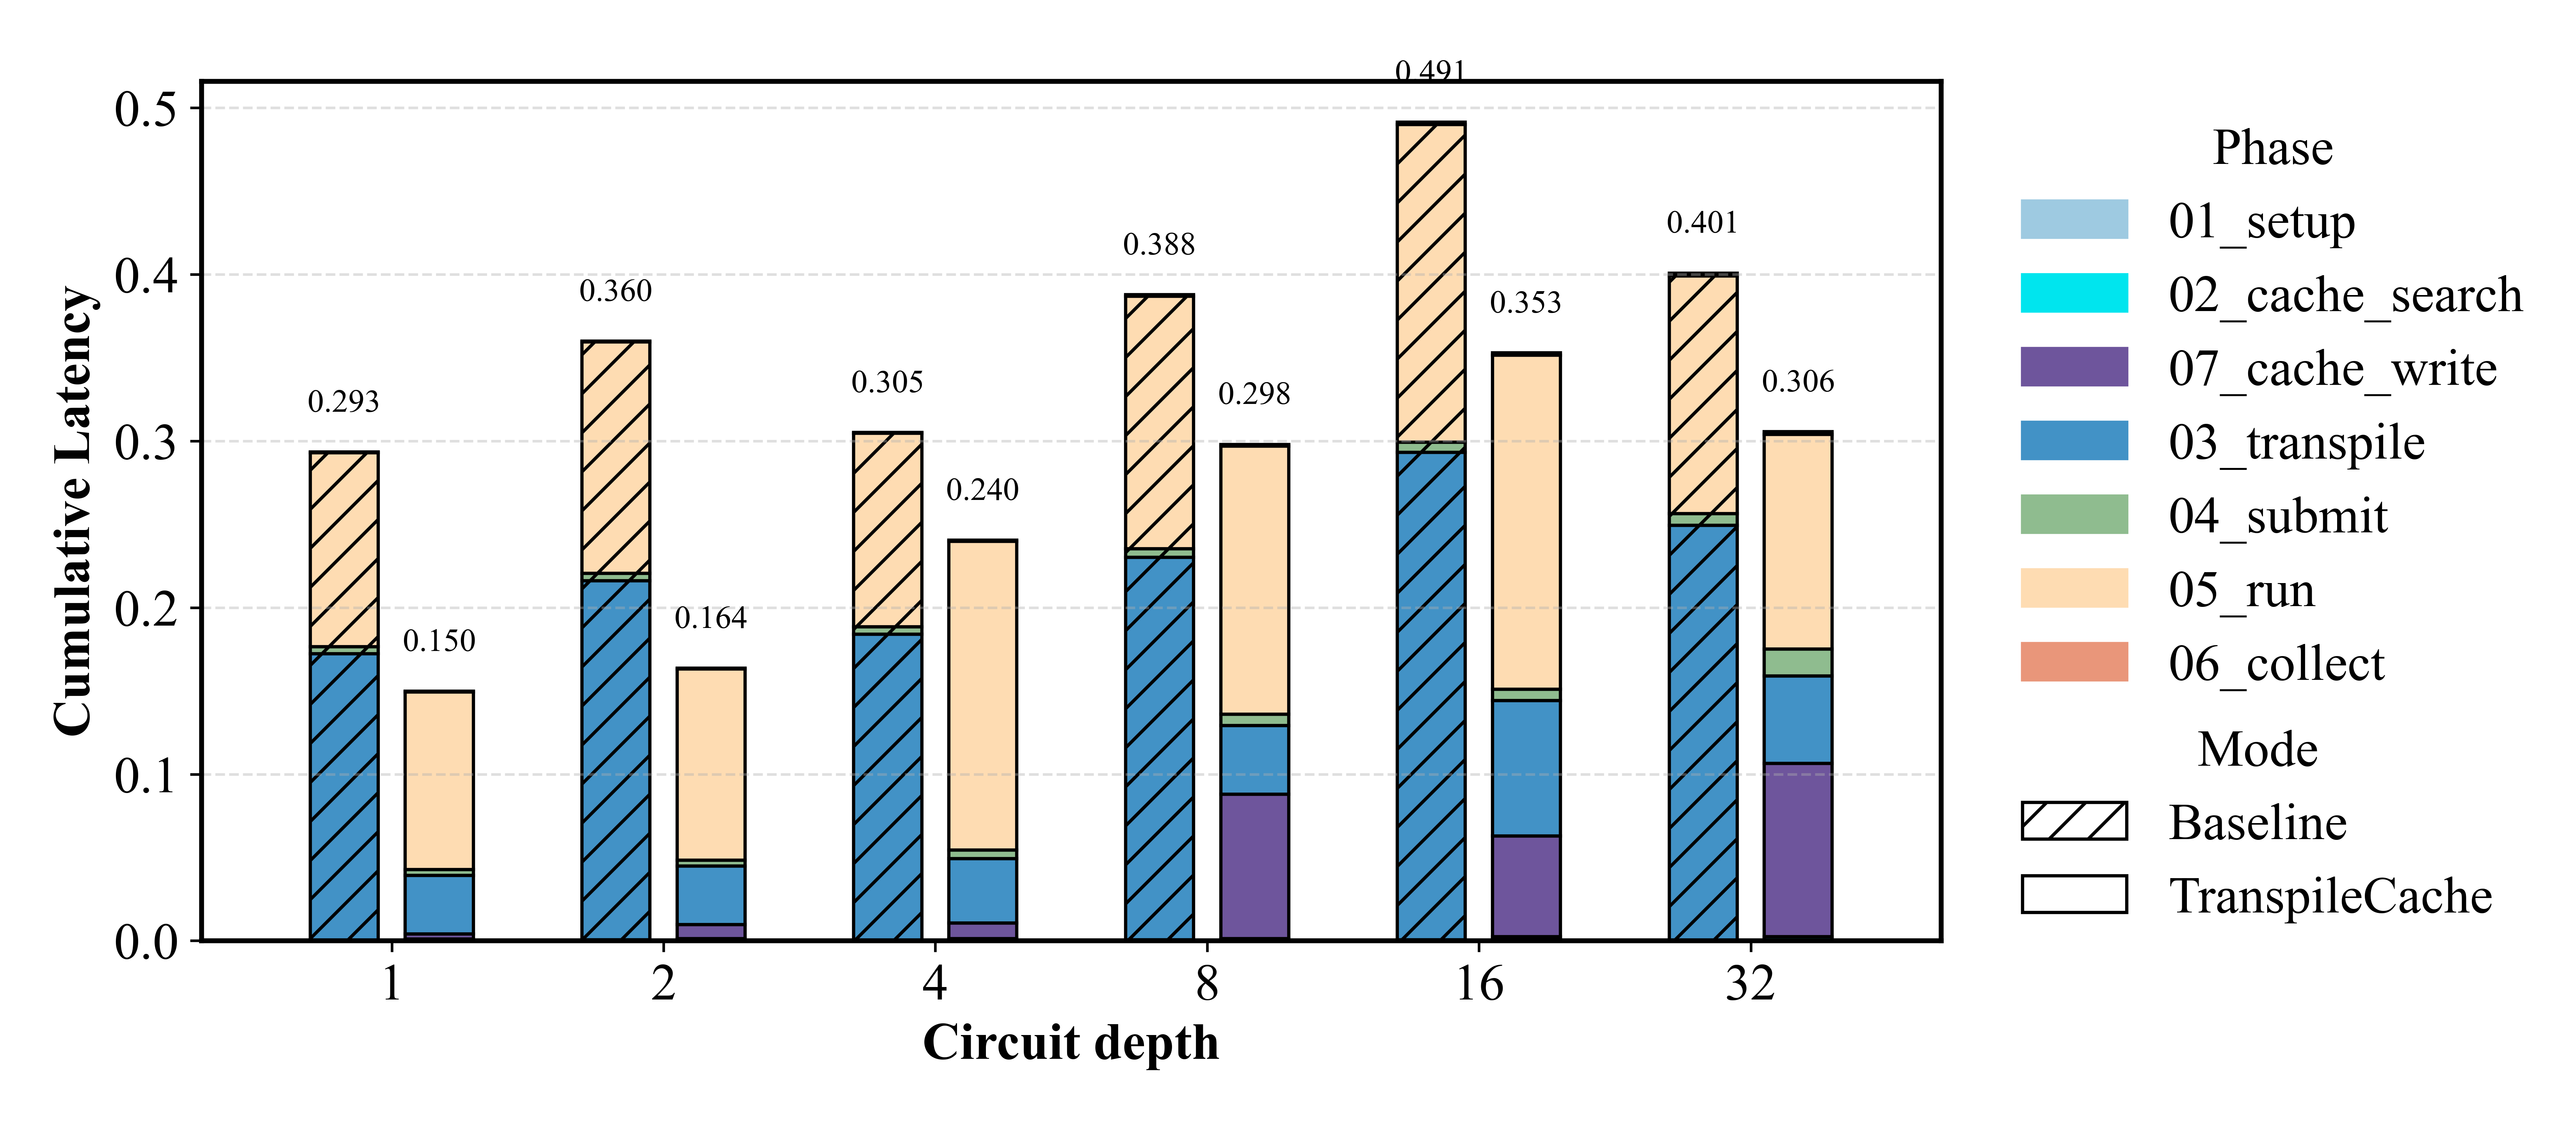 0.491
0.5
0.401
0.388
0.4
0.360
0.353
0.293
0.305
0.298
0.306
0.3
0.240
0.2
0.150
0.164
0.1
0.0
Cumulative Latency
1 2 4 8 16 32
Circuit depth
Phase
01_setup
02_cache_search
07_cache_write
03_transpile
04_submit
05_run
06_collect
Mode
Baseline
TranspileCache